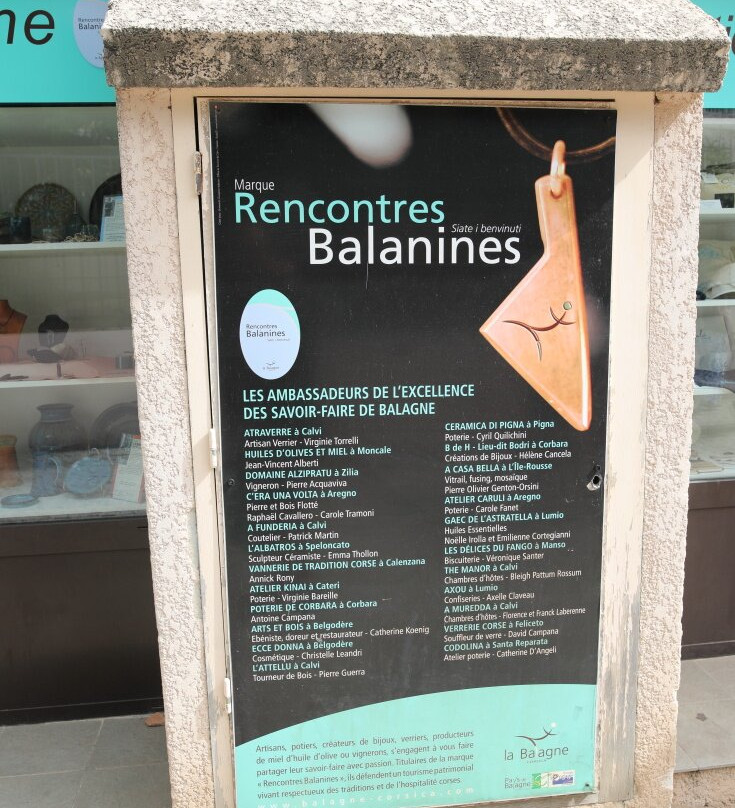 ne
Rencontres
Balanines
Marque
Rencontres
Siate i benvinuti
Balanines
Rencontres
Balanines
LES AMBASSADEURS DE L'EXCELLENCE
DES SAVOIR-FAIRE DE BALAGNE
ATRAVERRE à Calvi
Artisan Verrier - Virginie Torrelli
HUILES D'OLIVES ET MIEL à Moncale
Jean-Vincent Alberti
DOMAINE ALZIPRATU à Zilia
Vigneron - Pierre Acquaviva
C'ERA UNA VOLTA à Aregno
Pierre et Bois Flotté
Raphaël Cavallero - Carole Tramoni
A FUNDERIA à Calvi
Coutelier - Patrick Martin
L'ALBATROS à Speloncato
Sculpteur Céramiste - Emma Thollon
VANNERIE DE TRADITION CORSE à Calenzana
Annick Rony
ATELIER KINAI à Cateri
Poterie - Virginie Bareille
POTERIE DE CORBARA à Corbara
Antoine Campana
ARTS ET BOIS à Belgodère
Ebéniste, doreur et restaurateur - Catherine Koenig
ECCE DONNA à Belgodère
Cosmétique - Christelle Leandri
L'ATTELLU à Calvi
Tourneur de Bois - Pierre Guerra
CERAMICA DI PIGNA à Pigna
Poterie - Cyril Quilichini
B de H - Lieu-dit Bodri à Corbara
Créations de Bijoux - Hélène Cancela
A CASA BELLA à L'Île-Rousse
Vitrail, fusing, mosaïque
Pierre Olivier Genton-Orsini
ATELIER CARULI à Aregno
Poterie - Carole Fanet
GAEC DE L'ASTRATELLA à Lumio
Huiles Essentielles
Noëlle Irolla et Emilienne Cortegianni
LES DÉLICES DU FANGO à Manso
Biscuiterie - Véronique Santer
THE MANOR à Calvi
Chambres d'hôtes - Bleigh Pattum Rossum
AXOU à Lumio
Confiseries - Axelle Claveau
A MUREDDA à Calvi
Chambres d'hôtes - Florence et Franck Laberenne
VERRERIE CORSE à Feliceto
Souffleur de verre - David Campana
CODOLINA à Santa Reparata
Atelier poterie - Catherine D'Angeli
Artisans, potiers, créateurs de bijoux, verriers, producteurs
de miel d'huile d'olive ou vignerons, s'engagent à vous faire
partager leur savoir-faire avec passion. Titulaires de la marque
« Rencontres Balanines », ils défendent un tourisme patrimonial
vivant respectueux des traditions et de l'hospitalité corses.
www.balagne-corsica.com
la Balagne
Pays de
Balagne